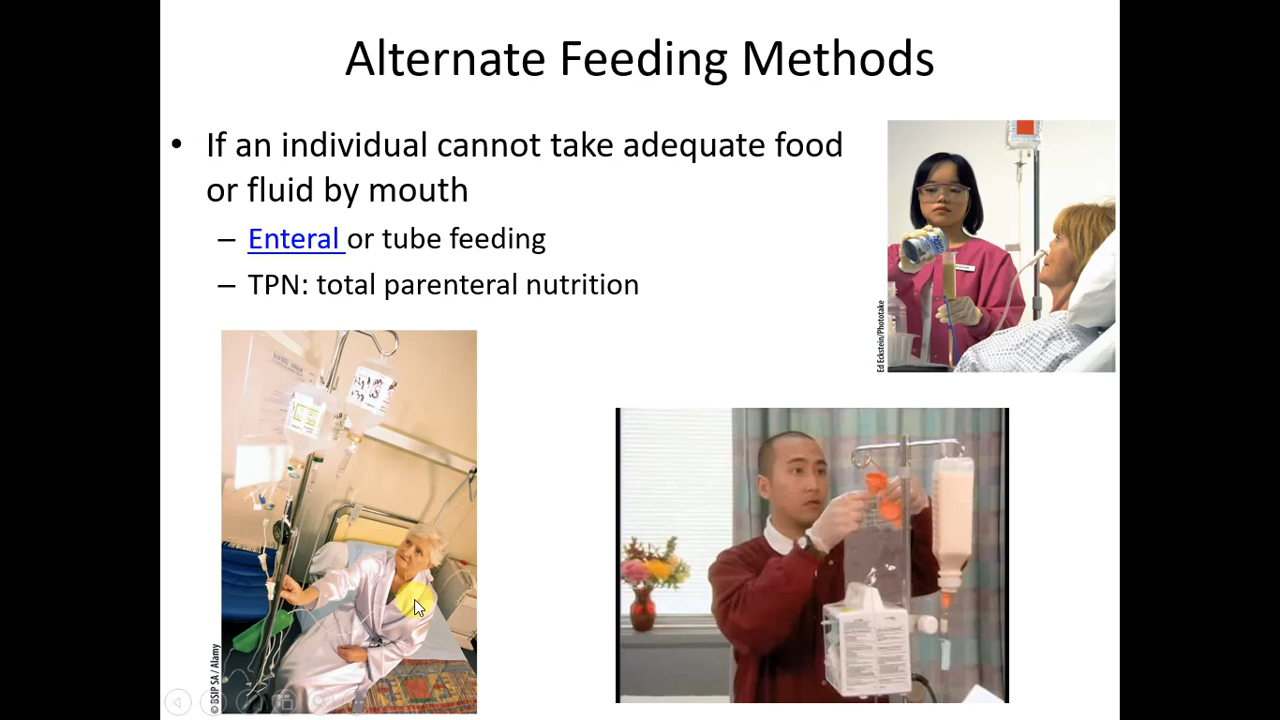 Alternate Feeding Methods
• If an individual cannot take adequate food
or fluid by mouth
– Enteral or tube feeding
– TPN: total parenteral nutrition
Ed Eckstein/Phototake
© BSIP SA / Alamy